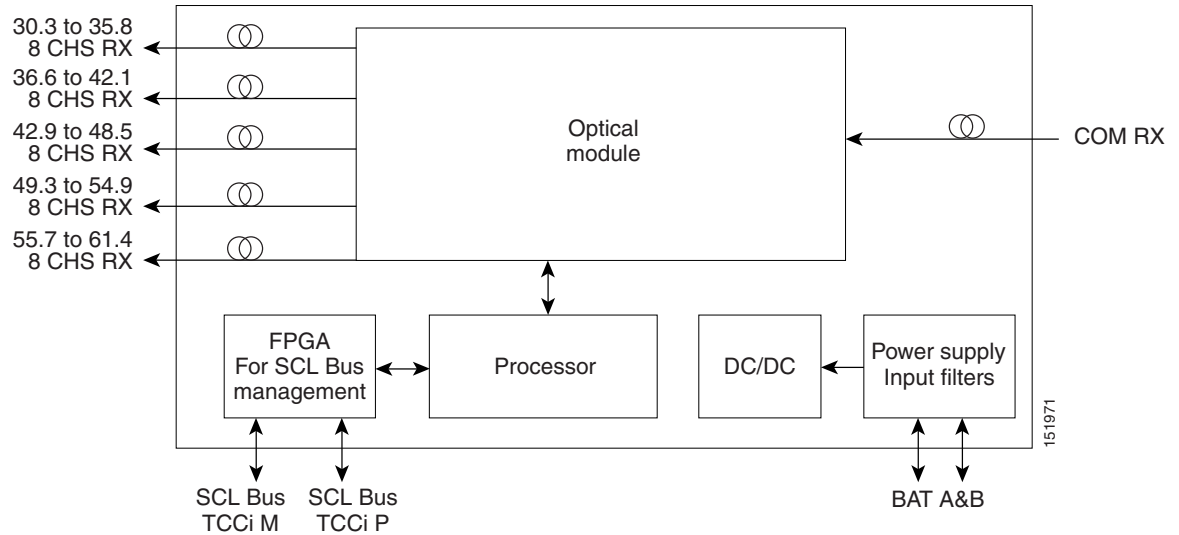 30.3 to 35.8
8 CHS RX
36.6 to 42.1
8 CHS RX
42.9 to 48.5
8 CHS RX
49.3 to 54.9
8 CHS RX
55.7 to 61.4
8 CHS RX
Optical
module
COM RX
FPGA
For SCL Bus
management
Processor
DC/DC
Power supply
Input filters
151971
SCL Bus
TCCi M
SCL Bus
TCCi P
BAT A&B